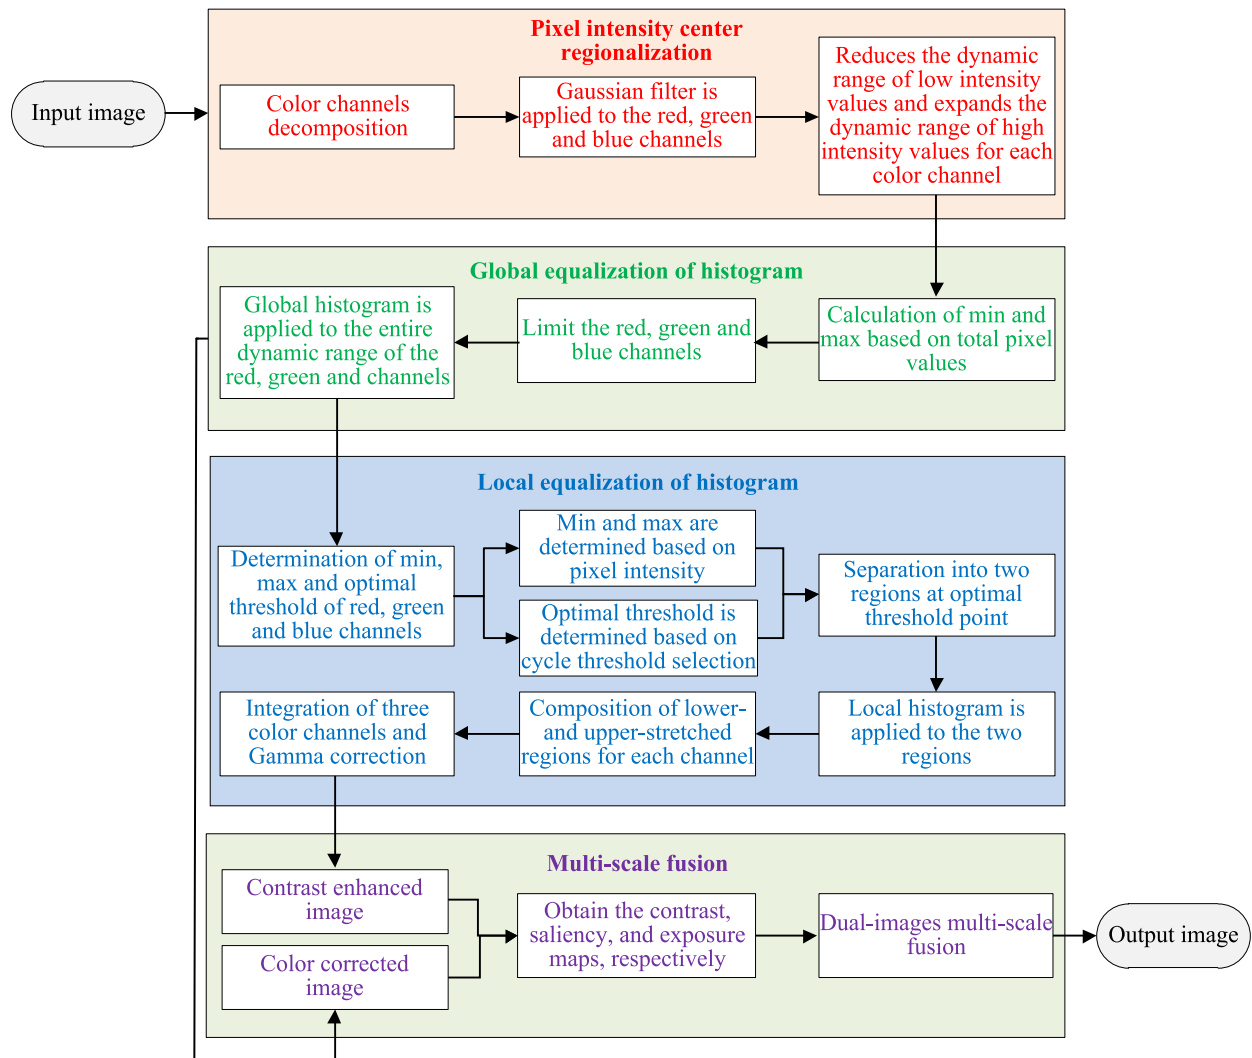 Pixel intensity center
regionalization
Input image
Color channels
decomposition
Gaussian filter is
applied to the red, green
and blue channels
Reduces the dynamic
range of low intensity
values and expands the
dynamic range of high
intensity values for each
color channel
Global equalization of histogram
Global histogram is
applied to the entire
dynamic range of the
red, green and channels
Limit the red, green and
blue channels
Calculation of min and
max based on total pixel
values
Local equalization of histogram
Determination of min,
max and optimal
threshold of red, green
and blue channels
Min and max are
determined based on
pixel intensity
Optimal threshold is
determined based on
cycle threshold selection
Separation into two
regions at optimal
threshold point
Integration of three
color channels and
Gamma correction
Composition of lower-
and upper-stretched
regions for each channel
Local histogram is
applied to the two
regions
Multi-scale fusion
Contrast enhanced
image
Color corrected
image
Obtain the contrast,
saliency, and exposure
maps, respectively
Dual-images multi-scale
fusion
Output image